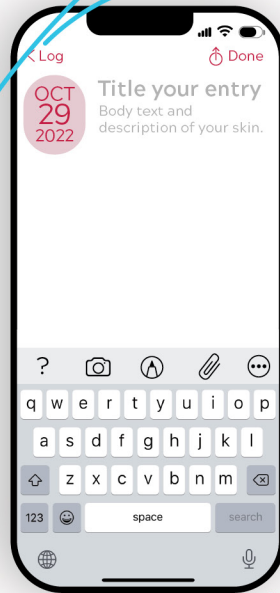 Log
Done
OCT
29
2022
Title your entry
Body text and
description of your skin.
?
q w e r t y u i o p
a s d f g h j k l
z x c v b n m
123 space search